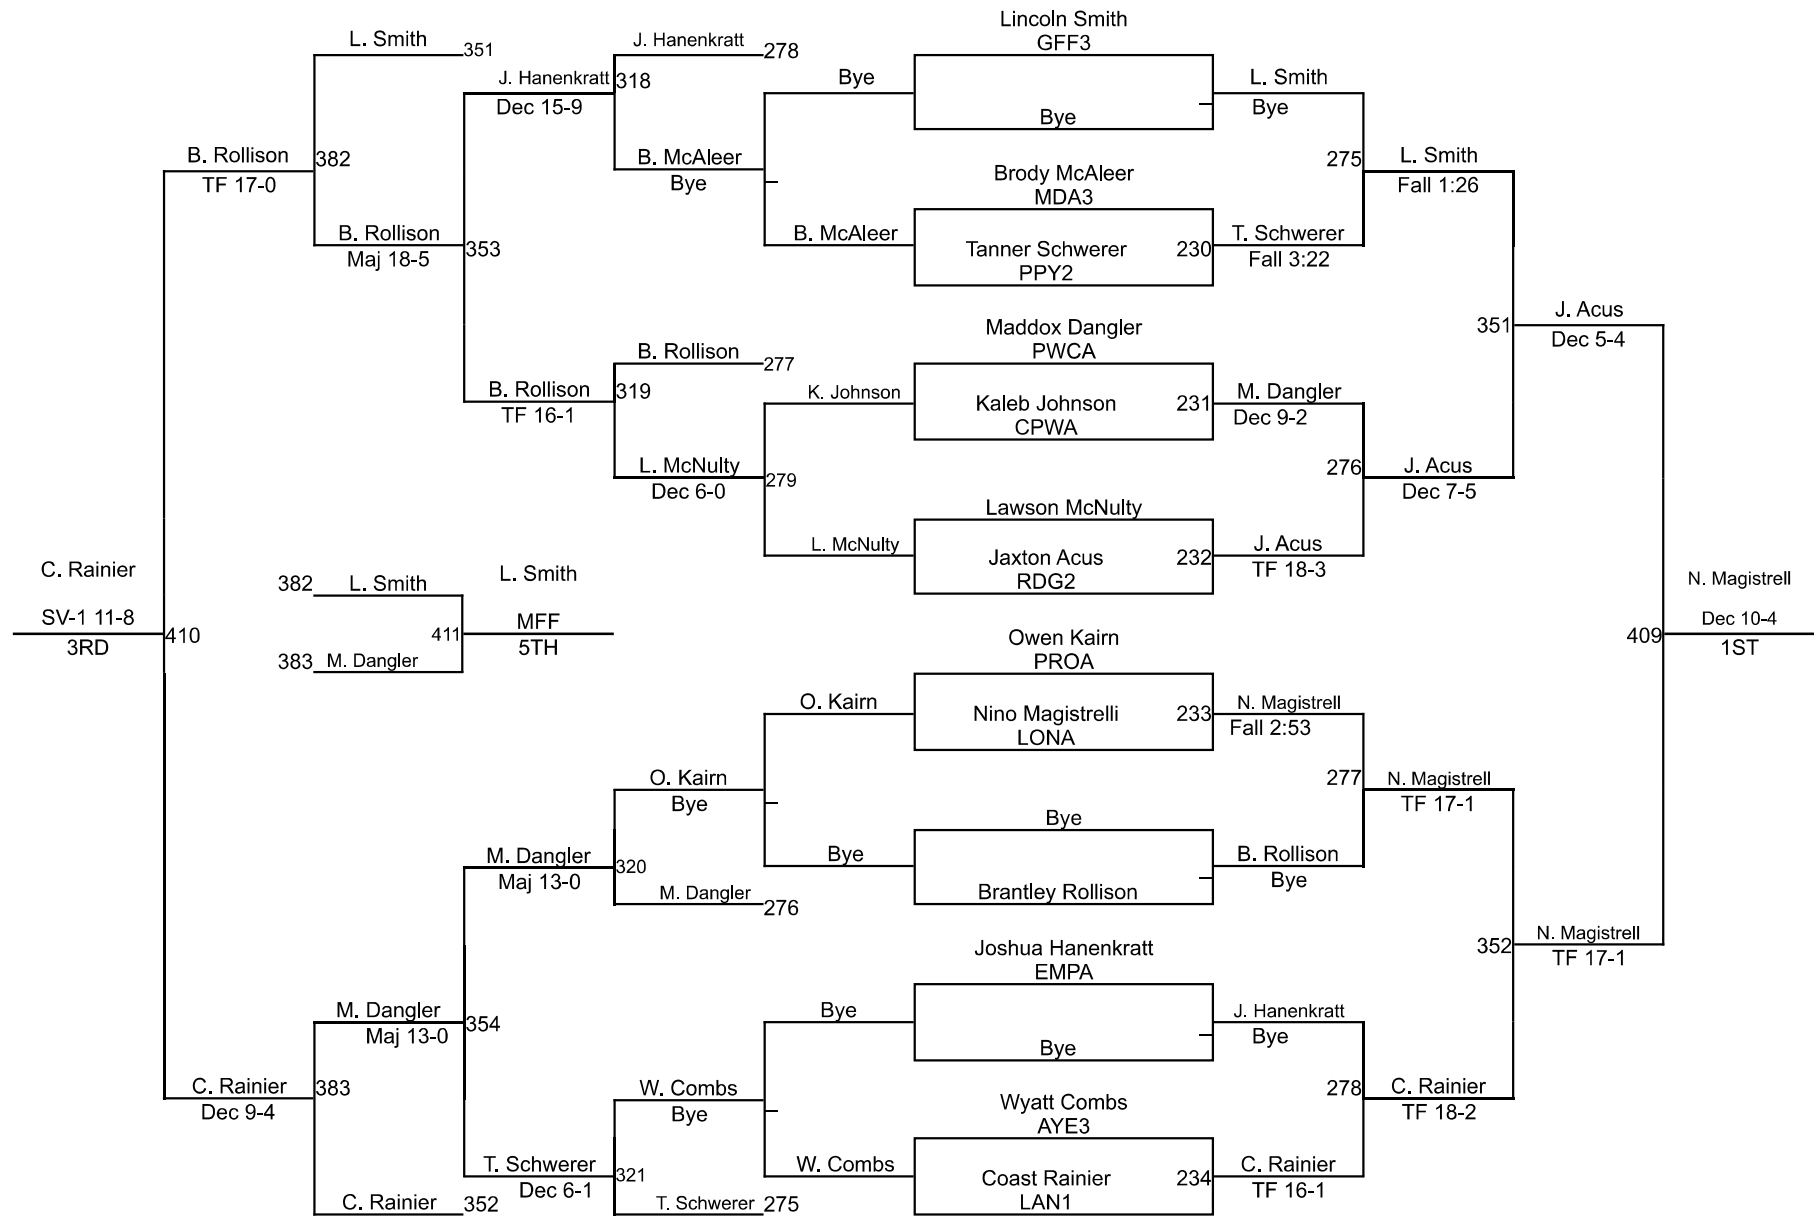 Lincoln Smith
GFF3
L. Smith
351
J. Hanenkratt
278
J. Hanenkratt
318
Dec 15-9
Bye
L. Smith
Bye
Bye
B. Rollison
382
TF 17-0
B. McAleer
Bye
Brody McAleer
MDA3
275
L. Smith
Fall 1:26
B. Rollison
Maj 18-5
353
B. McAleer
Tanner Schwerer
PPY2
230
T. Schwerer
Fall 3:22
Maddox Dangler
PWCA
351
J. Acus
Dec 5-4
B. Rollison
277
B. Rollison
319
TF 16-1
K. Johnson
Kaleb Johnson
CPWA
231
M. Dangler
Dec 9-2
L. McNulty
Dec 6-0
279
276
J. Acus
Dec 7-5
Lawson McNulty
L. McNulty
Jaxton Acus
RDG2
232
J. Acus
TF 18-3
C. Rainier
SV-1 11-8
3RD
410
382
L. Smith
383
M. Dangler
411
L. Smith
MFF
5TH
N. Magistrell
Dec 10-4
1ST
409
Owen Kairn
PROA
O. Kairn
Nino Magistrelli
LONA
233
N. Magistrell
Fall 2:53
O. Kairn
Bye
277
N. Magistrell
TF 17-1
Bye
M. Dangler
Maj 13-0
320
Bye
B. Rollison
Bye
M. Dangler
276
Brantley Rollison
Joshua Hanenkratt
EMPA
352
N. Magistrell
TF 17-1
M. Dangler
Maj 13-0
354
Bye
Bye
J. Hanenkratt
Bye
C. Rainier
Dec 9-4
383
W. Combs
Bye
Wyatt Combs
AYE3
278
C. Rainier
TF 18-2
T. Schwerer
Dec 6-1
321
W. Combs
Coast Rainier
LAN1
234
C. Rainier
TF 16-1
C. Rainier
352
T. Schwerer
275